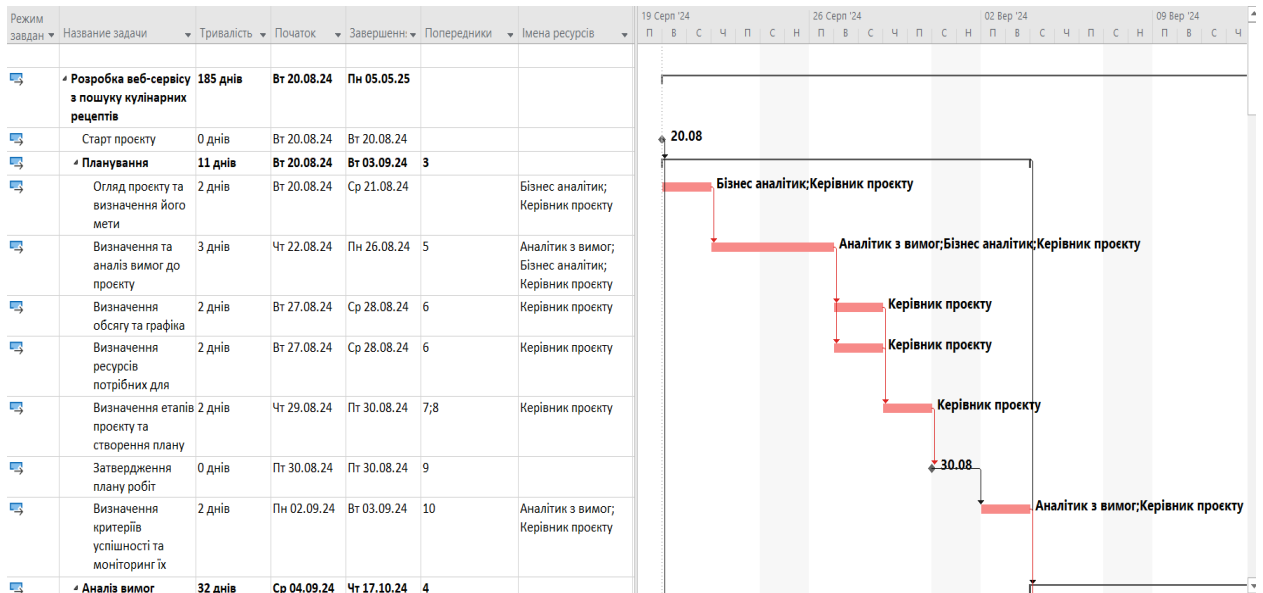 Режим завдан Название задачи Тривалість Початок Завершенн: Попередники Імена ресурсів
19 Серп '24 26 Серп '24 02 Вер '24 09 Вер '24
П В С Ч П С Н П В С Ч П С Н П В С Ч П С Н П В С Ч
Розробка веб-сервісу 185 днів Вт 20.08.24 Пн 05.05.25
з пошуку кулінарних
рецептів
Старт проєкту 0 днів Вт 20.08.24 Вт 20.08.24
20.08
Планування 11 днів Вт 20.08.24 Вт 03.09.24 3
Огляд проєкту та 2 днів Вт 20.08.24 Ср 21.08.24 Бізнес аналітик;
визначення його Керівник проєкту
мети
Бізнес аналітик;Керівник проєкту
Визначення та 3 днів Чт 22.08.24 Пн 26.08.24 5 Аналітик з вимог;
аналіз вимог до Бізнес аналітик;
проєкту Керівник проєкту
Аналітик з вимог;Бізнес аналітик;Керівник проєкту
Визначення 2 днів Вт 27.08.24 Ср 28.08.24 6 Керівник проєкту
обсягу та графіка
Керівник проєкту
Визначення 2 днів Вт 27.08.24 Ср 28.08.24 6 Керівник проєкту
ресурсів
потрібних для
Керівник проєкту
Визначення етапів 2 днів Чт 29.08.24 Пт 30.08.24 7;8 Керівник проєкту
проєкту та
створення плану
Керівник проєкту
Затвердження 0 днів Пт 30.08.24 Пт 30.08.24 9
плану робіт
30.08
Визначення 2 днів Пн 02.09.24 Вт 03.09.24 10 Аналітик з вимог;
критеріїв Керівник проєкту
успішності та
моніторинг їх
Аналітик з вимог;Керівник проєкту
Аналіз вимог 32 днів Ср 04.09.24 Чт 17.10.24 4